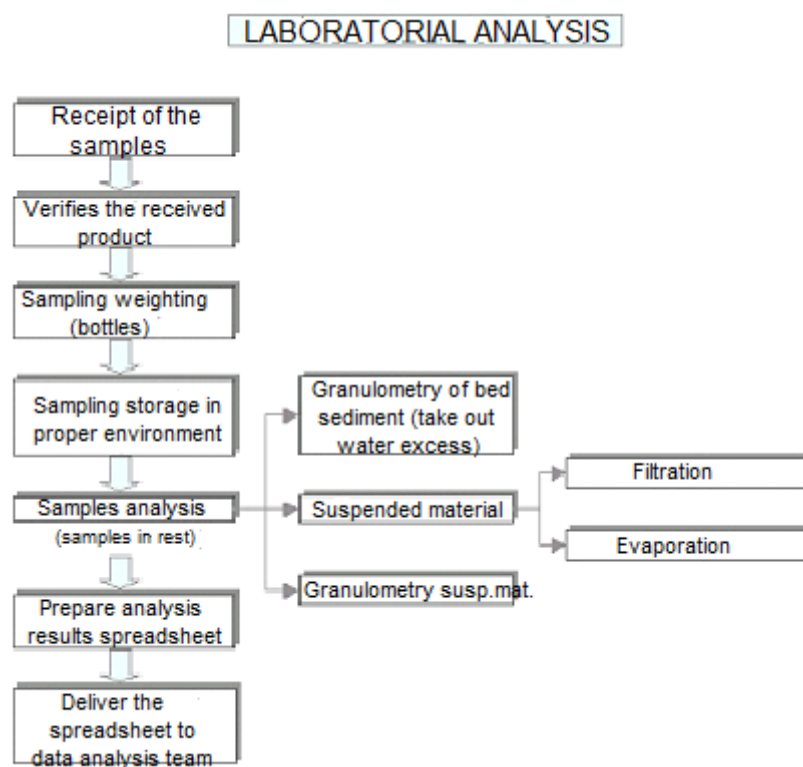 LABORATORIAL ANALYSIS
Receipt of the
samples
Verifies the received
product
Sampling weighting
(bottles)
Sampling storage in
proper environment
Samples analysis
(samples in rest)
Prepare analysis
results spreadsheet
Deliver the
spreadsheet to
data analysis team
Granulometry of bed
sediment (take out
water excess)
Suspended material
Granulometry susp.mat.
Filtration
Evaporation